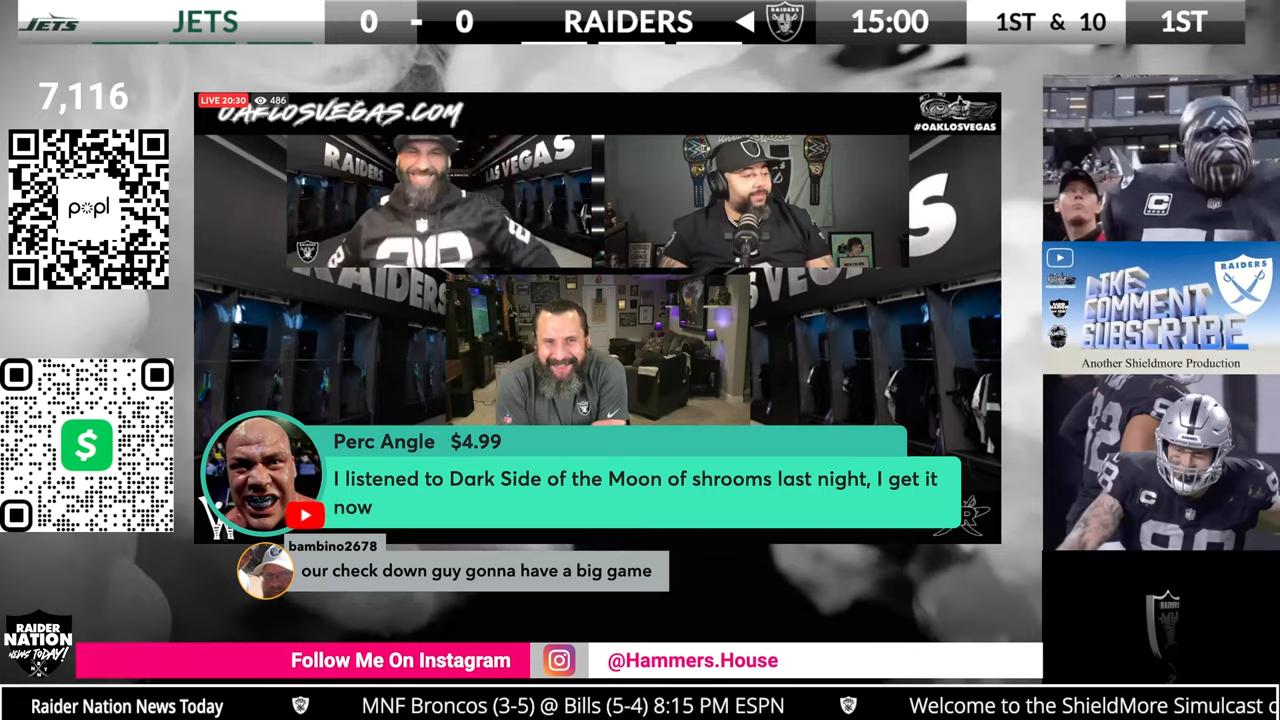 JETS
JETS
0 - 0
RAIDERS
RAIDERS
15:00
1ST & 10
1ST
7,116
popl
$
LIVE 20:30
486
OAKLOSVEGAS.COM
#OAKLOSVEGAS
RAIDERS
LAS VEGAS
S
RAIDERS
VEGA
Perc Angle $4.99
I listened to Dark Side of the Moon of shrooms last night, I get it
now
bambino2678
our check down guy gonna have a big game
C
RAIDERS
LIKE
COMMENT
SUBSCRIBE
Another Shieldmore Production
RAIDER
NATION
NEWS TODAY!
Follow Me On Instagram
@Hammers.House
Raider Nation News Today
MNF Broncos (3-5) @ Bills (5-4) 8:15 PM ESPN
Welcome to the ShieldMore Simulcast